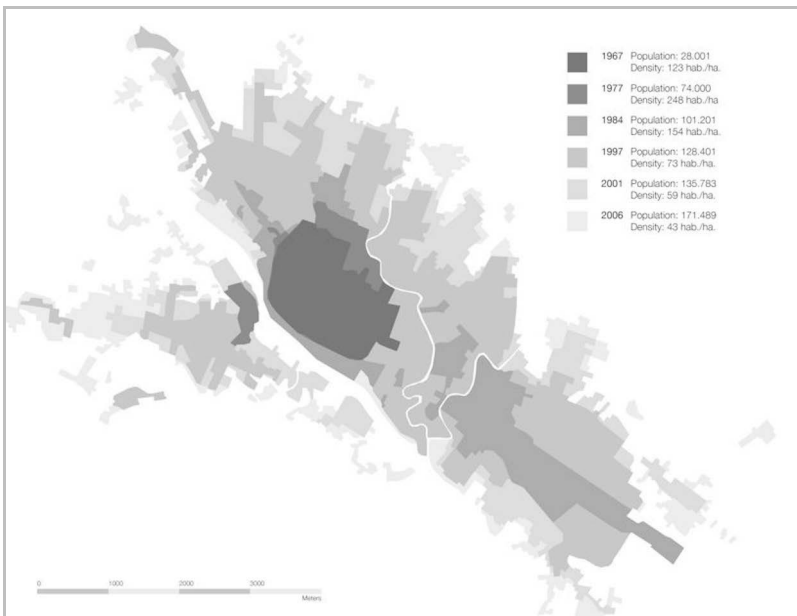 1967 Population: 28.001
Density: 123 hab./ha.
1977 Population: 74.000
Density: 248 hab./ha
1984 Population: 101.201
Density: 154 hab./ha.
1997 Population: 128.401
Density: 73 hab./ha.
2001 Population: 135.783
Density: 59 hab./ha.
2006 Population: 171.489
Density: 43 hab./ha.
0 1000 2000 3000
Meters